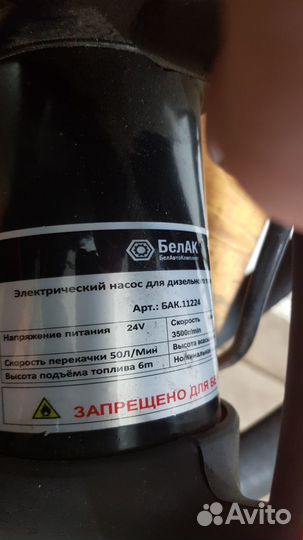 БелАК
БелАвтоКомплект
Электрический насос для дизельного
Арт.: БАК.11224
Напряжение питания 24V
Скорость
3500r/min
Скорость перекачки 50Л/Мин
Высота
Высота подъёма топлива 6m
ЗАПРЕЩЕНО ДЛЯ
Avito